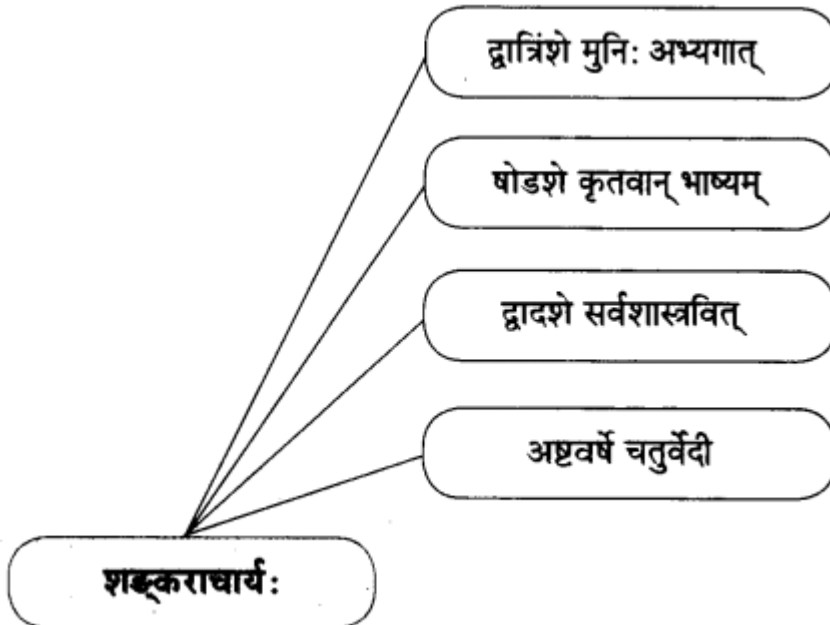 द्वात्रिंशे मुनिः अभ्यगात्
षोडशे कृतवान् भाष्यम्
द्वादशे सर्वशास्त्रवित्
अष्टवर्षे चतुर्वेदी
शङ्कराचार्यः